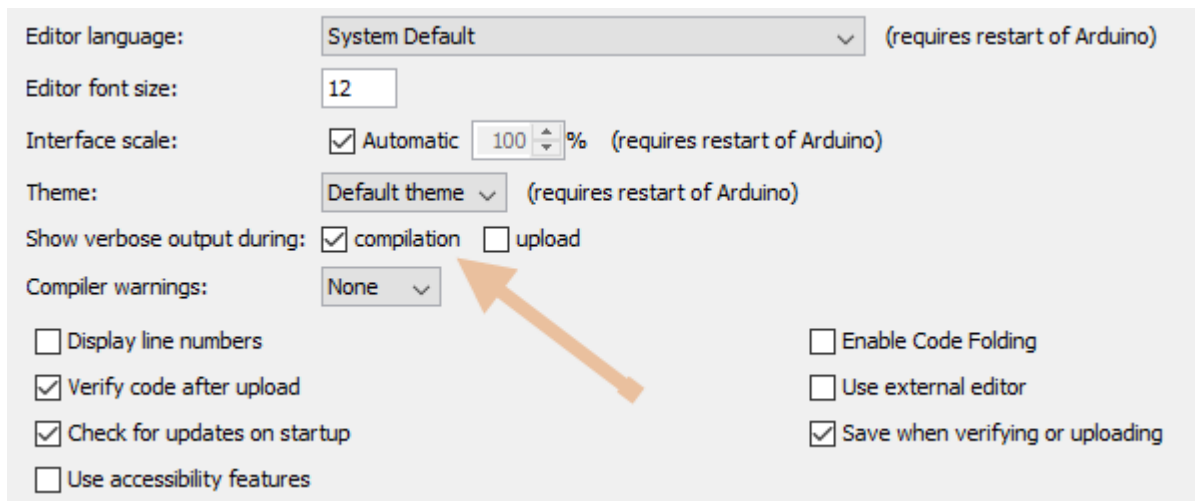 Editor language: System Default (requires restart of Arduino)
Editor font size: 12
Interface scale: Automatic 100 % (requires restart of Arduino)
Theme: Default theme (requires restart of Arduino)
Show verbose output during: compilation upload
Compiler warnings: None
Display line numbers Enable Code Folding
Verify code after upload Use external editor
Check for updates on startup Save when verifying or uploading
Use accessibility features